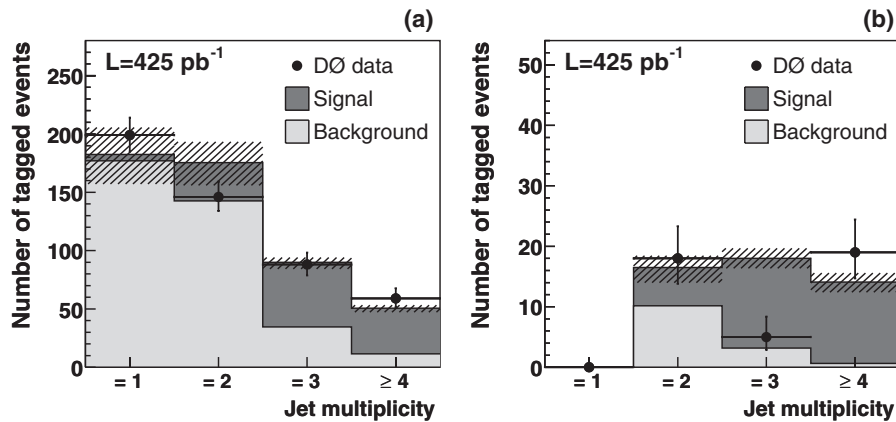 (a)
L=425 pb⁻¹
DØ data
Signal
Background
Number of tagged events
250
200
150
100
50
0
= 1
= 2
= 3
≥ 4
Jet multiplicity
(b)
L=425 pb⁻¹
DØ data
Signal
Background
Number of tagged events
50
40
30
20
10
0
= 1
= 2
= 3
≥ 4
Jet multiplicity